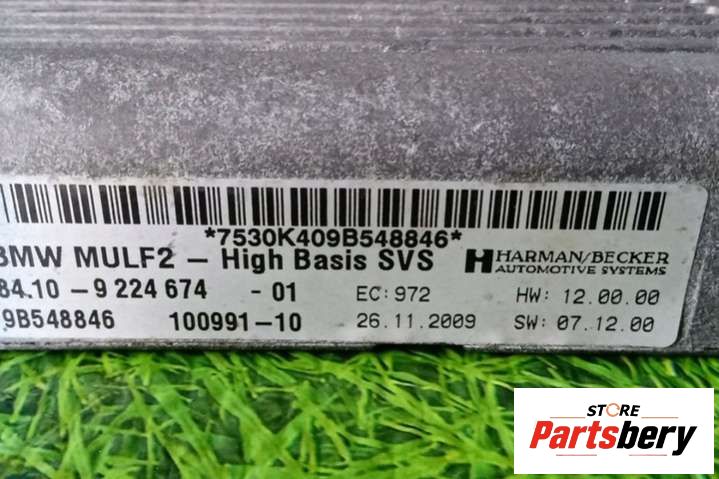 *7530K409B548846*
BMW MULF2 – High Basis SVS
HARMAN/BECKER
AUTOMOTIVE SYSTEMS
84.10 -9 224 674 - 01 EC: 972 HW: 12.00.00
9B548846 100991-10 26.11.2009 SW: 07.12.00
STORE
Partsbery